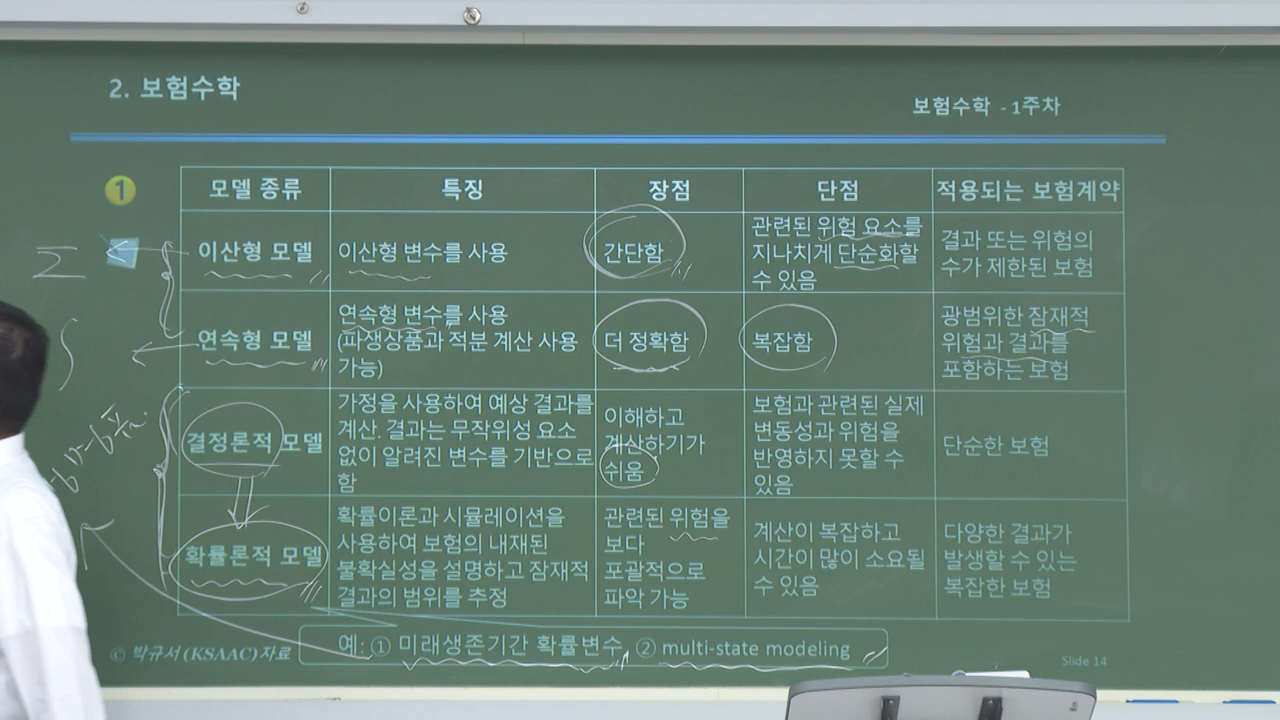 2. 보험수학
보험수학 - 1주차
1
모델 종류
특징
장점
단점
적용되는 보험계약
이산형 모델
이산형 변수를 사용
간단함
관련된 위험 요소를
지나치게 단순화할
수 있음
결과 또는 위험의
수가 제한된 보험
연속형 모델
연속형 변수를 사용
(파생상품과 적분 계산 사용
가능)
더 정확함
복잡함
광범위한 잠재적
위험과 결과를
포함하는 보험
결정론적 모델
가정을 사용하여 예상 결과를
계산. 결과는 무작위성 요소
없이 알려진 변수를 기반으로
함
이해하고
계산하기가
쉬움
보험과 관련된 실제
변동성과 위험을
반영하지 못할 수
있음
단순한 보험
확률론적 모델
확률이론과 시뮬레이션을
사용하여 보험의 내재된
불확실성을 설명하고 잠재적
결과의 범위를 추정
관련된 위험을
보다
포괄적으로
파악 가능
계산이 복잡하고
시간이 많이 소요될
수 있음
다양한 결과가
발생할 수 있는
복잡한 보험
예: ① 미래생존기간 확률변수, ② multi-state modeling
© 박규서(KSAAC)자료
Slide 14
Σ
∫